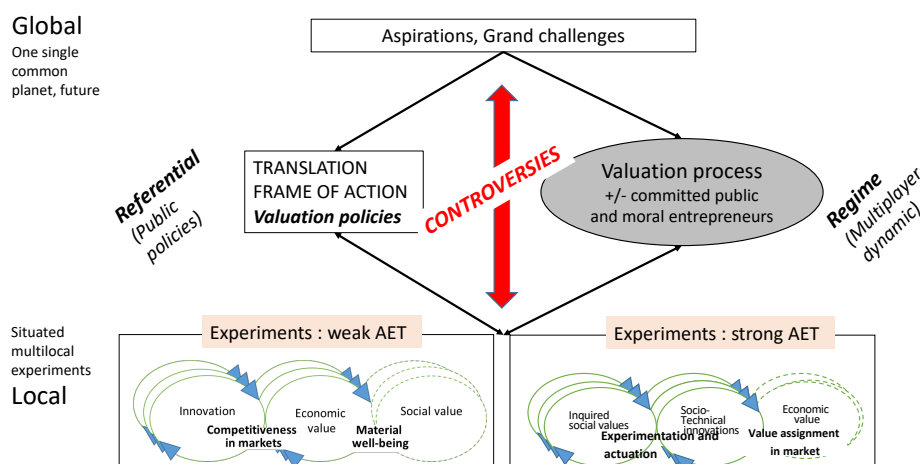 Global
One single
common
planet, future
Aspirations, Grand challenges
Referential
(Public
policies)
TRANSLATION
FRAME OF ACTION
Valuation policies
CONTROVERSIES
Valuation process
+/- committed public
and moral entrepreneurs
Regime
(Multiplayer
dynamic)
Situated
multilocal
experiments
Local
Experiments : weak AET
Innovation
Competitiveness
in markets
Economic
value
Material
well-being
Social value
Experiments : strong AET
Inquired
social values
Experimentation and
actuation
Socio-
Technical
innovations
Economic
value
Value assignment
in market